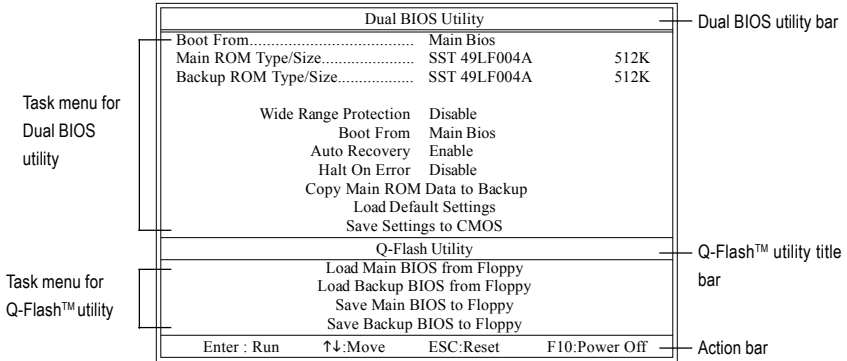 Dual BIOS Utility
Dual BIOS utility bar
Boot From...................................... Main Bios
Main ROM Type/Size...................... SST 49LF004A 512K
Backup ROM Type/Size.................. SST 49LF004A 512K
Task menu for
Dual BIOS
utility
Wide Range Protection Disable
Boot From Main Bios
Auto Recovery Enable
Halt On Error Disable
Copy Main ROM Data to Backup
Load Default Settings
Save Settings to CMOS
Q-Flash Utility
Q-Flash™ utility title
bar
Task menu for
Q-Flash™ utility
Load Main BIOS from Floppy
Load Backup BIOS from Floppy
Save Main BIOS to Floppy
Save Backup BIOS to Floppy
Enter : Run ↑↓:Move ESC:Reset F10:Power Off
Action bar